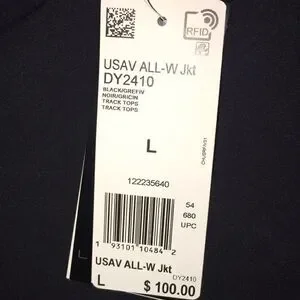 RFID
USAV ALL-W Jkt
DY2410
BLACK/GREFIV
NOIR/GRICIN
TRACK TOPS
TRACK TOPS
L
122235640
54
680
UPC
1 93101 10484 2
USAV ALL-W Jkt
DY2410
L $ 100.00